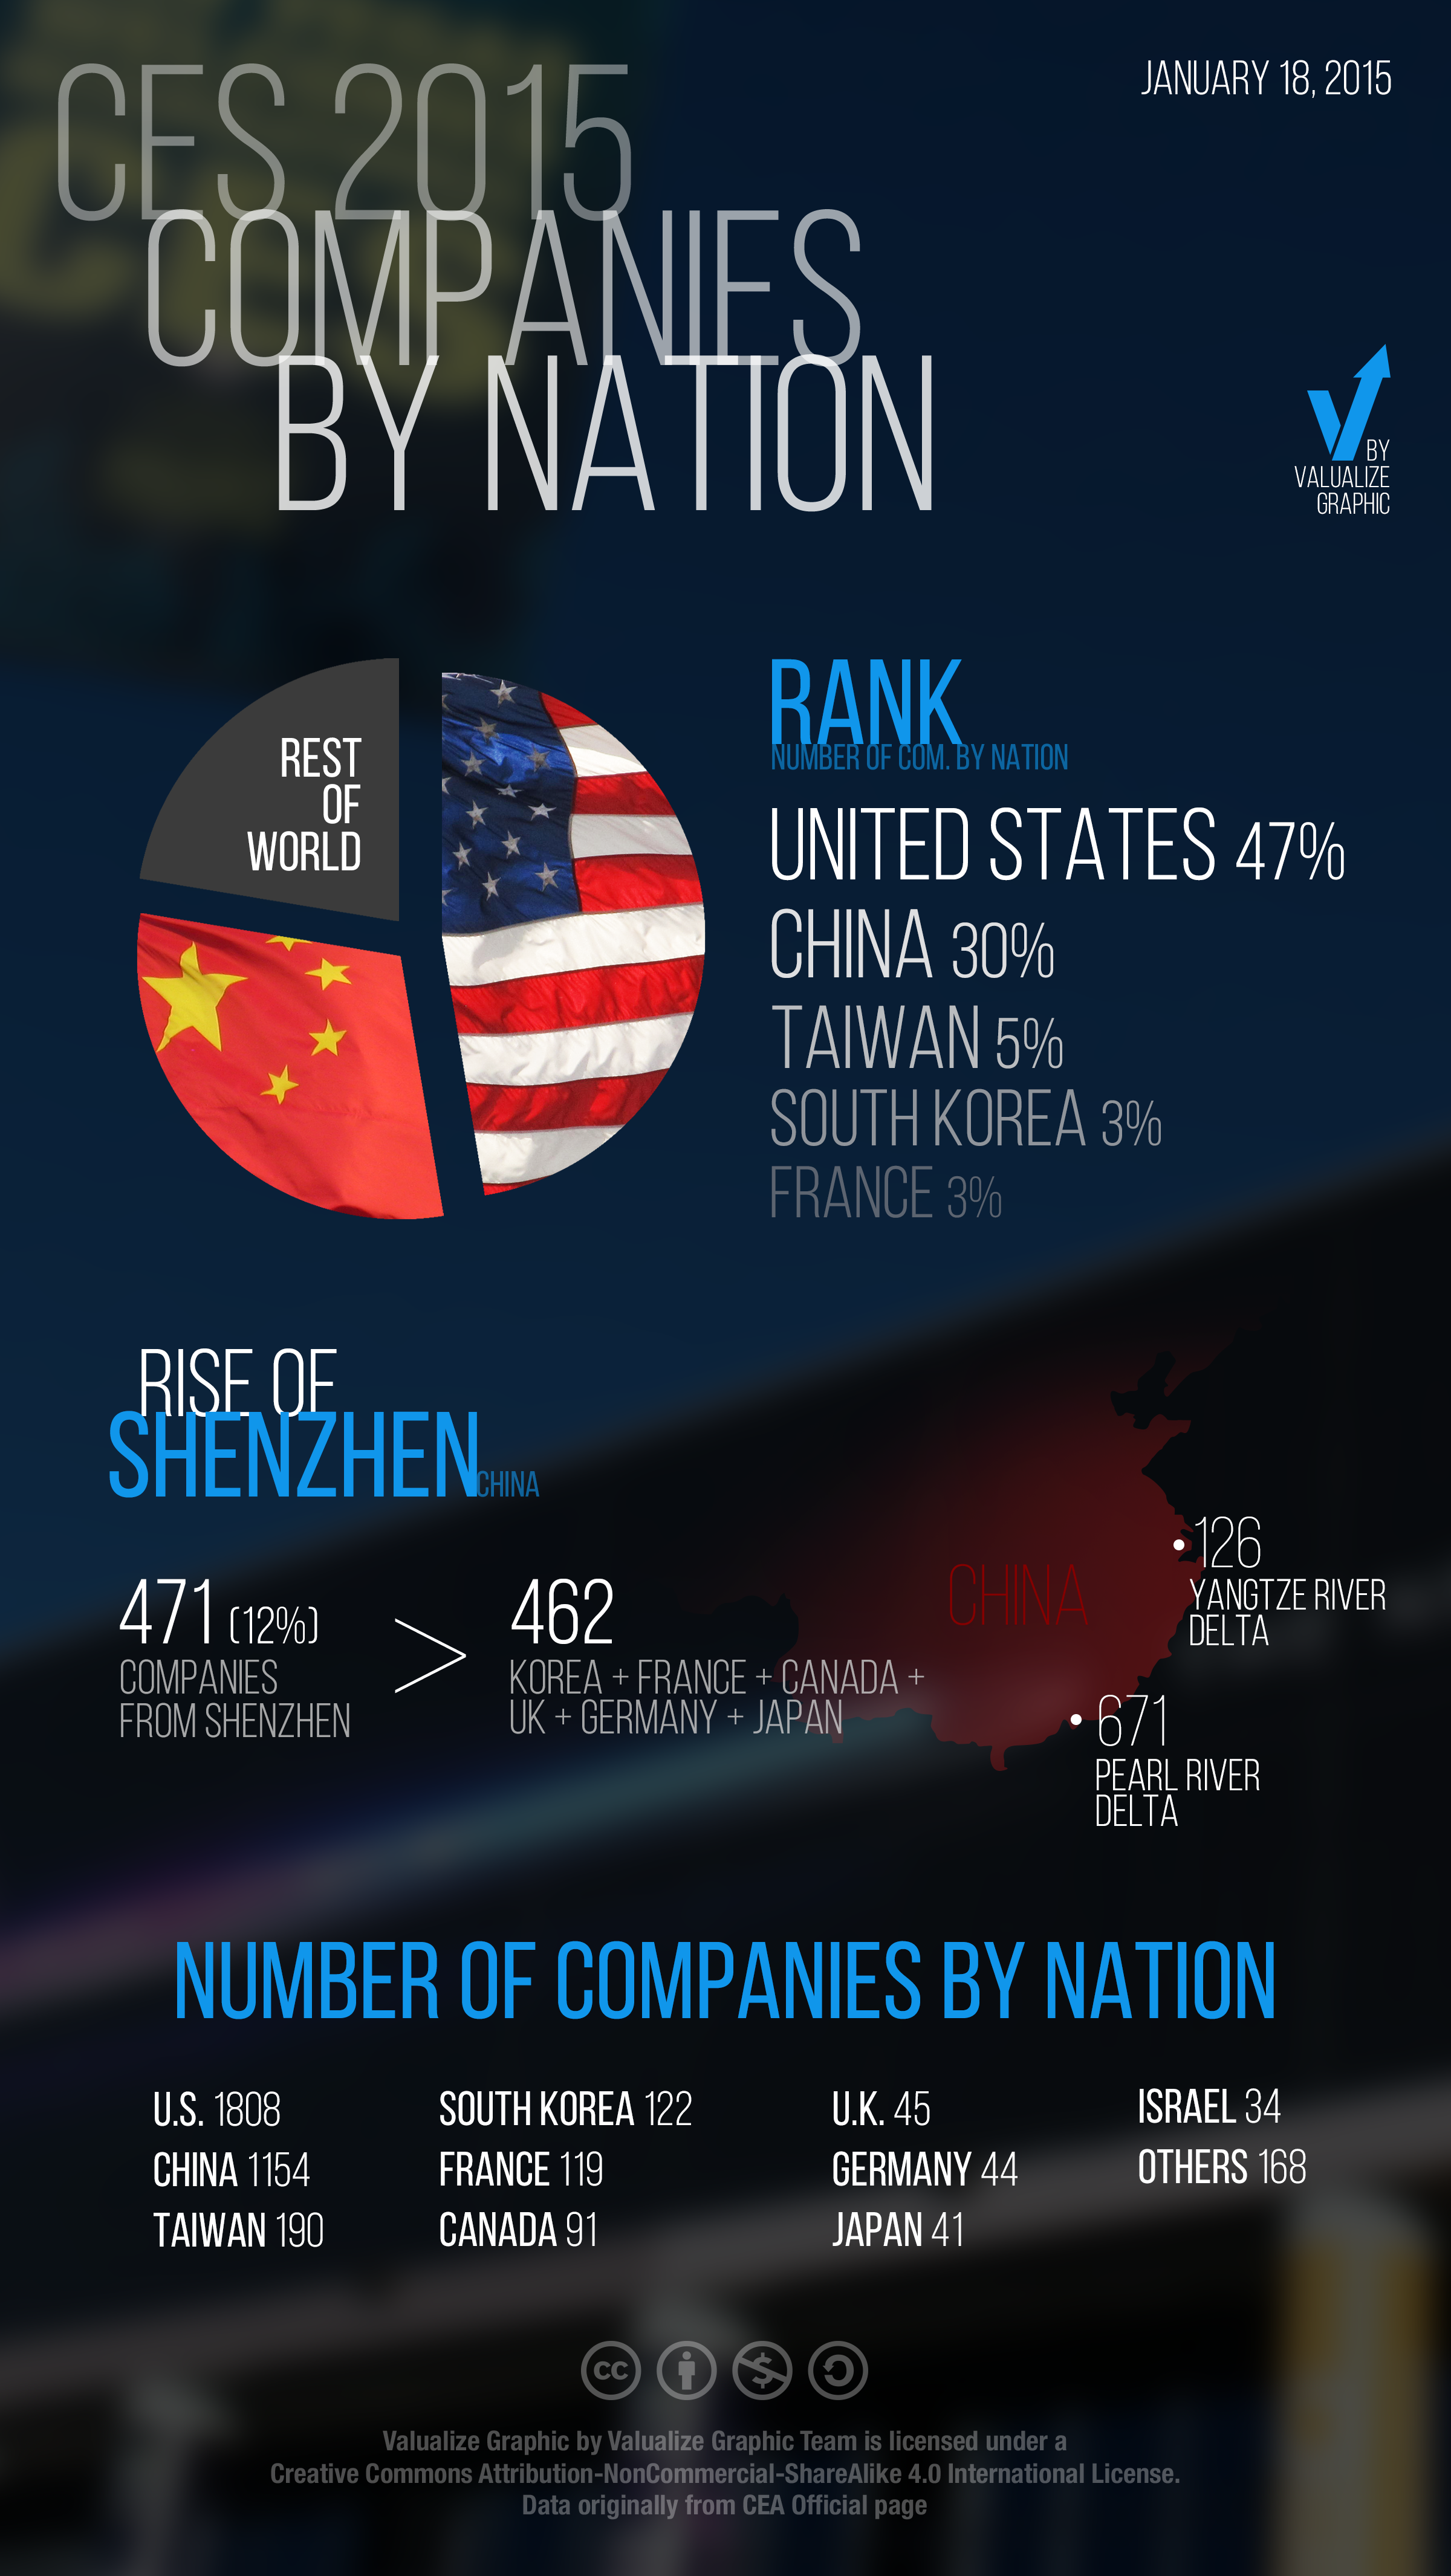 CES 2015
COMPANIES
BY NATION
JANUARY 18, 2015
BY
VALUALIZE
GRAPHIC
REST
OF
WORLD
RANK
NUMBER OF COM. BY NATION
UNITED STATES 47%
CHINA 30%
TAIWAN 5%
SOUTH KOREA 3%
FRANCE 3%
RISE OF
SHENZHEN CHINA
471 (12%)
COMPANIES
FROM SHENZHEN
>
462
KOREA + FRANCE + CANADA +
UK + GERMANY + JAPAN
CHINA
126
YANGTZE RIVER
DELTA
671
PEARL RIVER
DELTA
NUMBER OF COMPANIES BY NATION
U.S. 1808
CHINA 1154
TAIWAN 190
SOUTH KOREA 122
FRANCE 119
CANADA 91
U.K. 45
GERMANY 44
JAPAN 41
ISRAEL 34
OTHERS 168
cc
Valualize Graphic by Valualize Graphic Team is licensed under a
Creative Commons Attribution-NonCommercial-ShareAlike 4.0 International License.
Data originally from CEA Official page